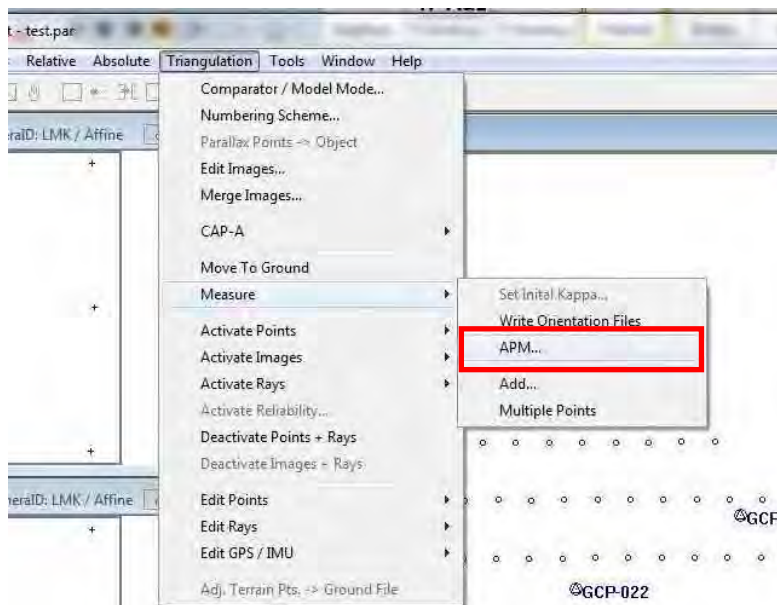 t - test.par
Relative Absolute Triangulation Tools Window Help
Comparator / Model Mode...
Numbering Scheme...
Parallax Points -> Object
Edit Images...
Merge Images...
CAP-A
Move To Ground
Measure
Activate Points
Activate Images
Activate Rays
Activate Reliability...
Deactivate Points + Rays
Deactivate Images + Rays
Edit Points
Edit Rays
Edit GPS / IMU
Adj. Terrain Pts. -> Ground File
Set Inital Kappa...
Write Orientation Files
APM...
Add...
Multiple Points
eraID: LMK / Affine
neraID: LMK / Affine
GCP
GCP-022